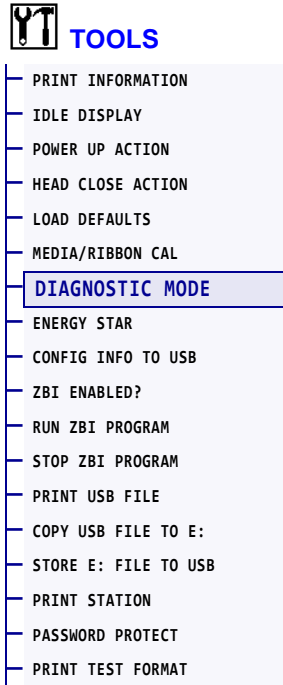 TOOLS
PRINT INFORMATION
IDLE DISPLAY
POWER UP ACTION
HEAD CLOSE ACTION
LOAD DEFAULTS
MEDIA/RIBBON CAL
DIAGNOSTIC MODE
ENERGY STAR
CONFIG INFO TO USB
ZBI ENABLED?
RUN ZBI PROGRAM
STOP ZBI PROGRAM
PRINT USB FILE
COPY USB FILE TO E:
STORE E: FILE TO USB
PRINT STATION
PASSWORD PROTECT
PRINT TEST FORMAT